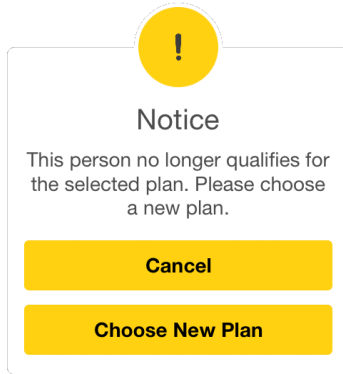 !
Notice
This person no longer qualifies for
the selected plan. Please choose
a new plan.
Cancel
Choose New Plan